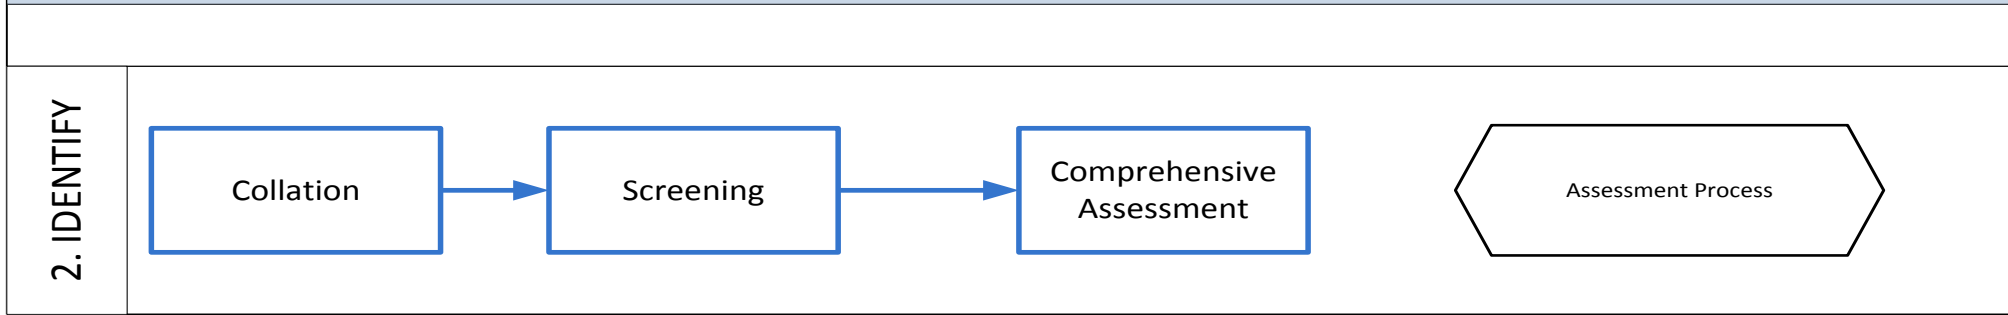 2. IDENTIFY
Collation
Screening
Comprehensive
Assessment
Assessment Process